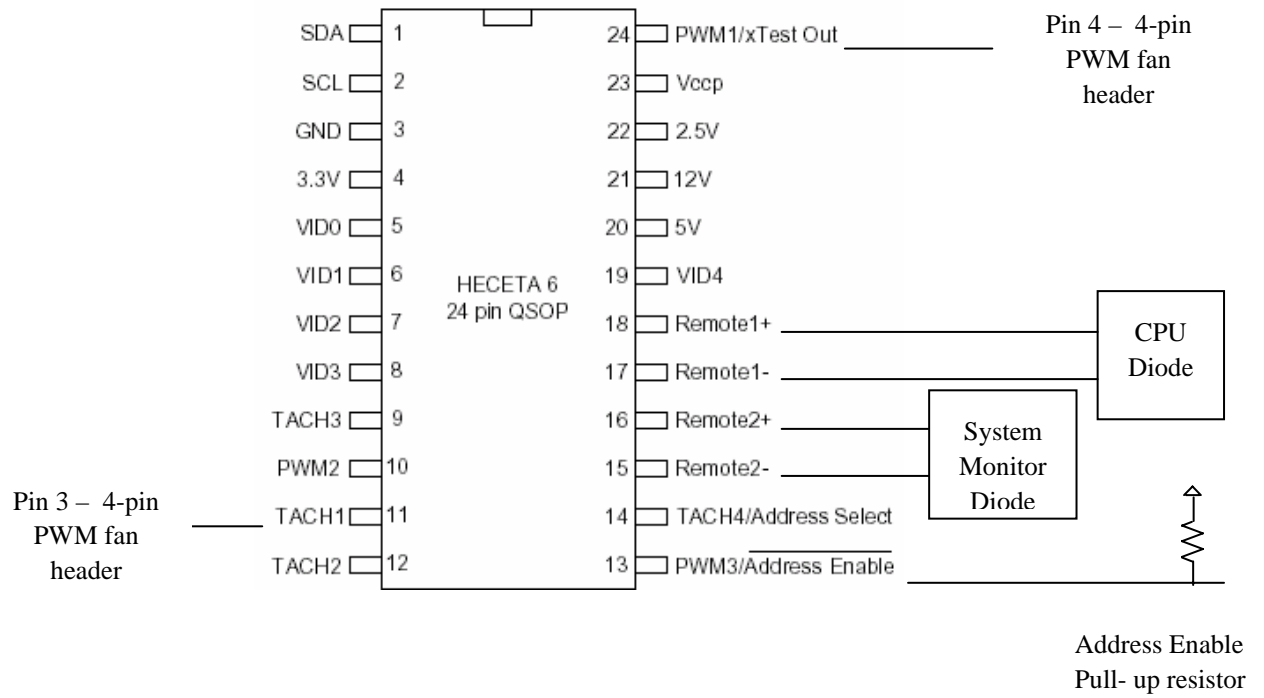 SDA
SCL
GND
3.3V
VID0
VID1
VID2
VID3
TACH3
PWM2
TACH1
TACH2
1
2
3
4
5
6
7
8
9
10
11
12
HECETA 6
24 pin QSOP
24
23
22
21
20
19
18
17
16
15
14
13
PWM1/xTest Out
Vccp
2.5V
12V
5V
VID4
Remote1+
Remote1-
Remote2+
Remote2-
TACH4/Address Select
PWM3/Address Enable
Pin 4 – 4-pin
PWM fan
header
CPU
Diode
System
Monitor
Diode
Pin 3 – 4-pin
PWM fan
header
Address Enable
Pull- up resistor